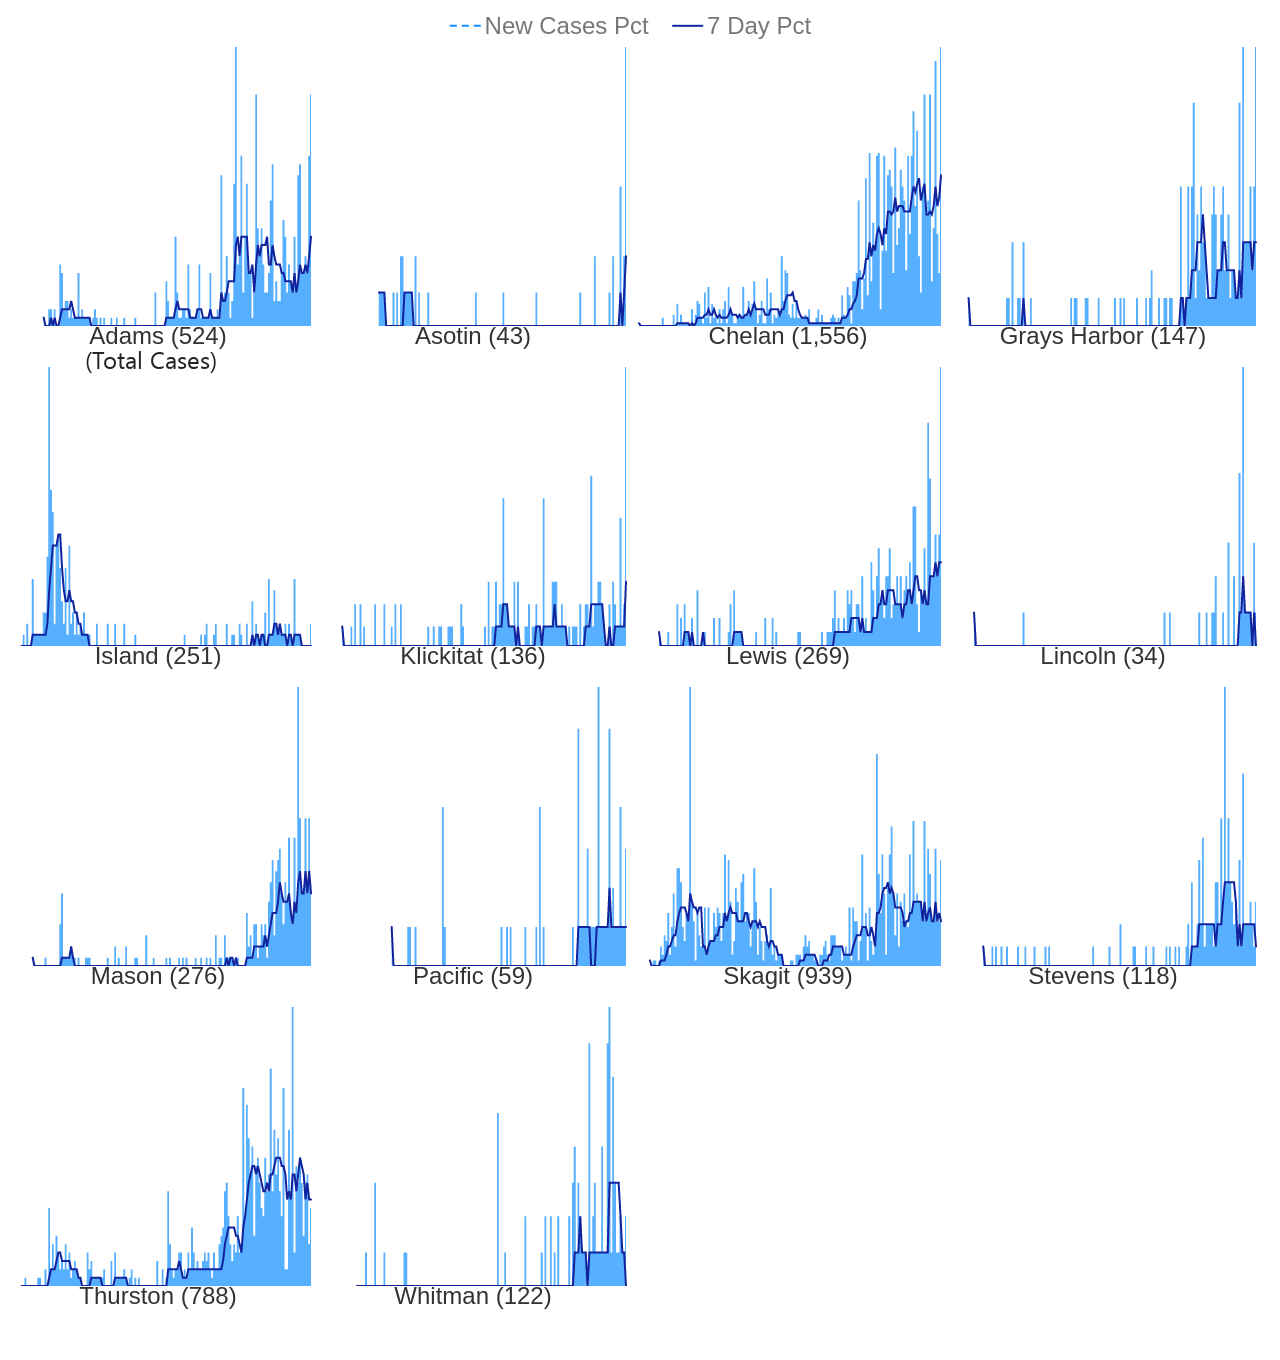 New Cases Pct 7 Day Pct
Adams (524) Asotin (43) Chelan (1,556) Grays Harbor (147)
(Total Cases)
Island (251) Klickitat (136) Lewis (269) Lincoln (34)
Mason (276) Pacific (59) Skagit (939) Stevens (118)
Thurston (788) Whitman (122)